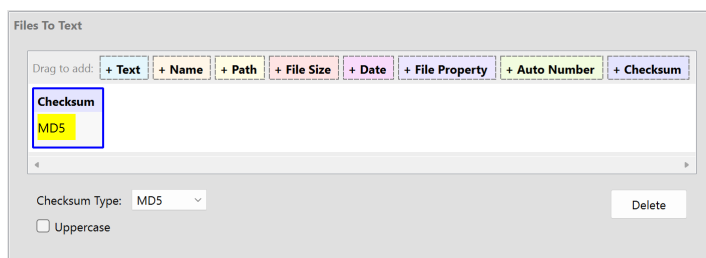 Files To Text
Drag to add: + Text + Name + Path + File Size + Date + File Property + Auto Number + Checksum
Checksum
MD5
Checksum Type: MD5
Delete
Uppercase